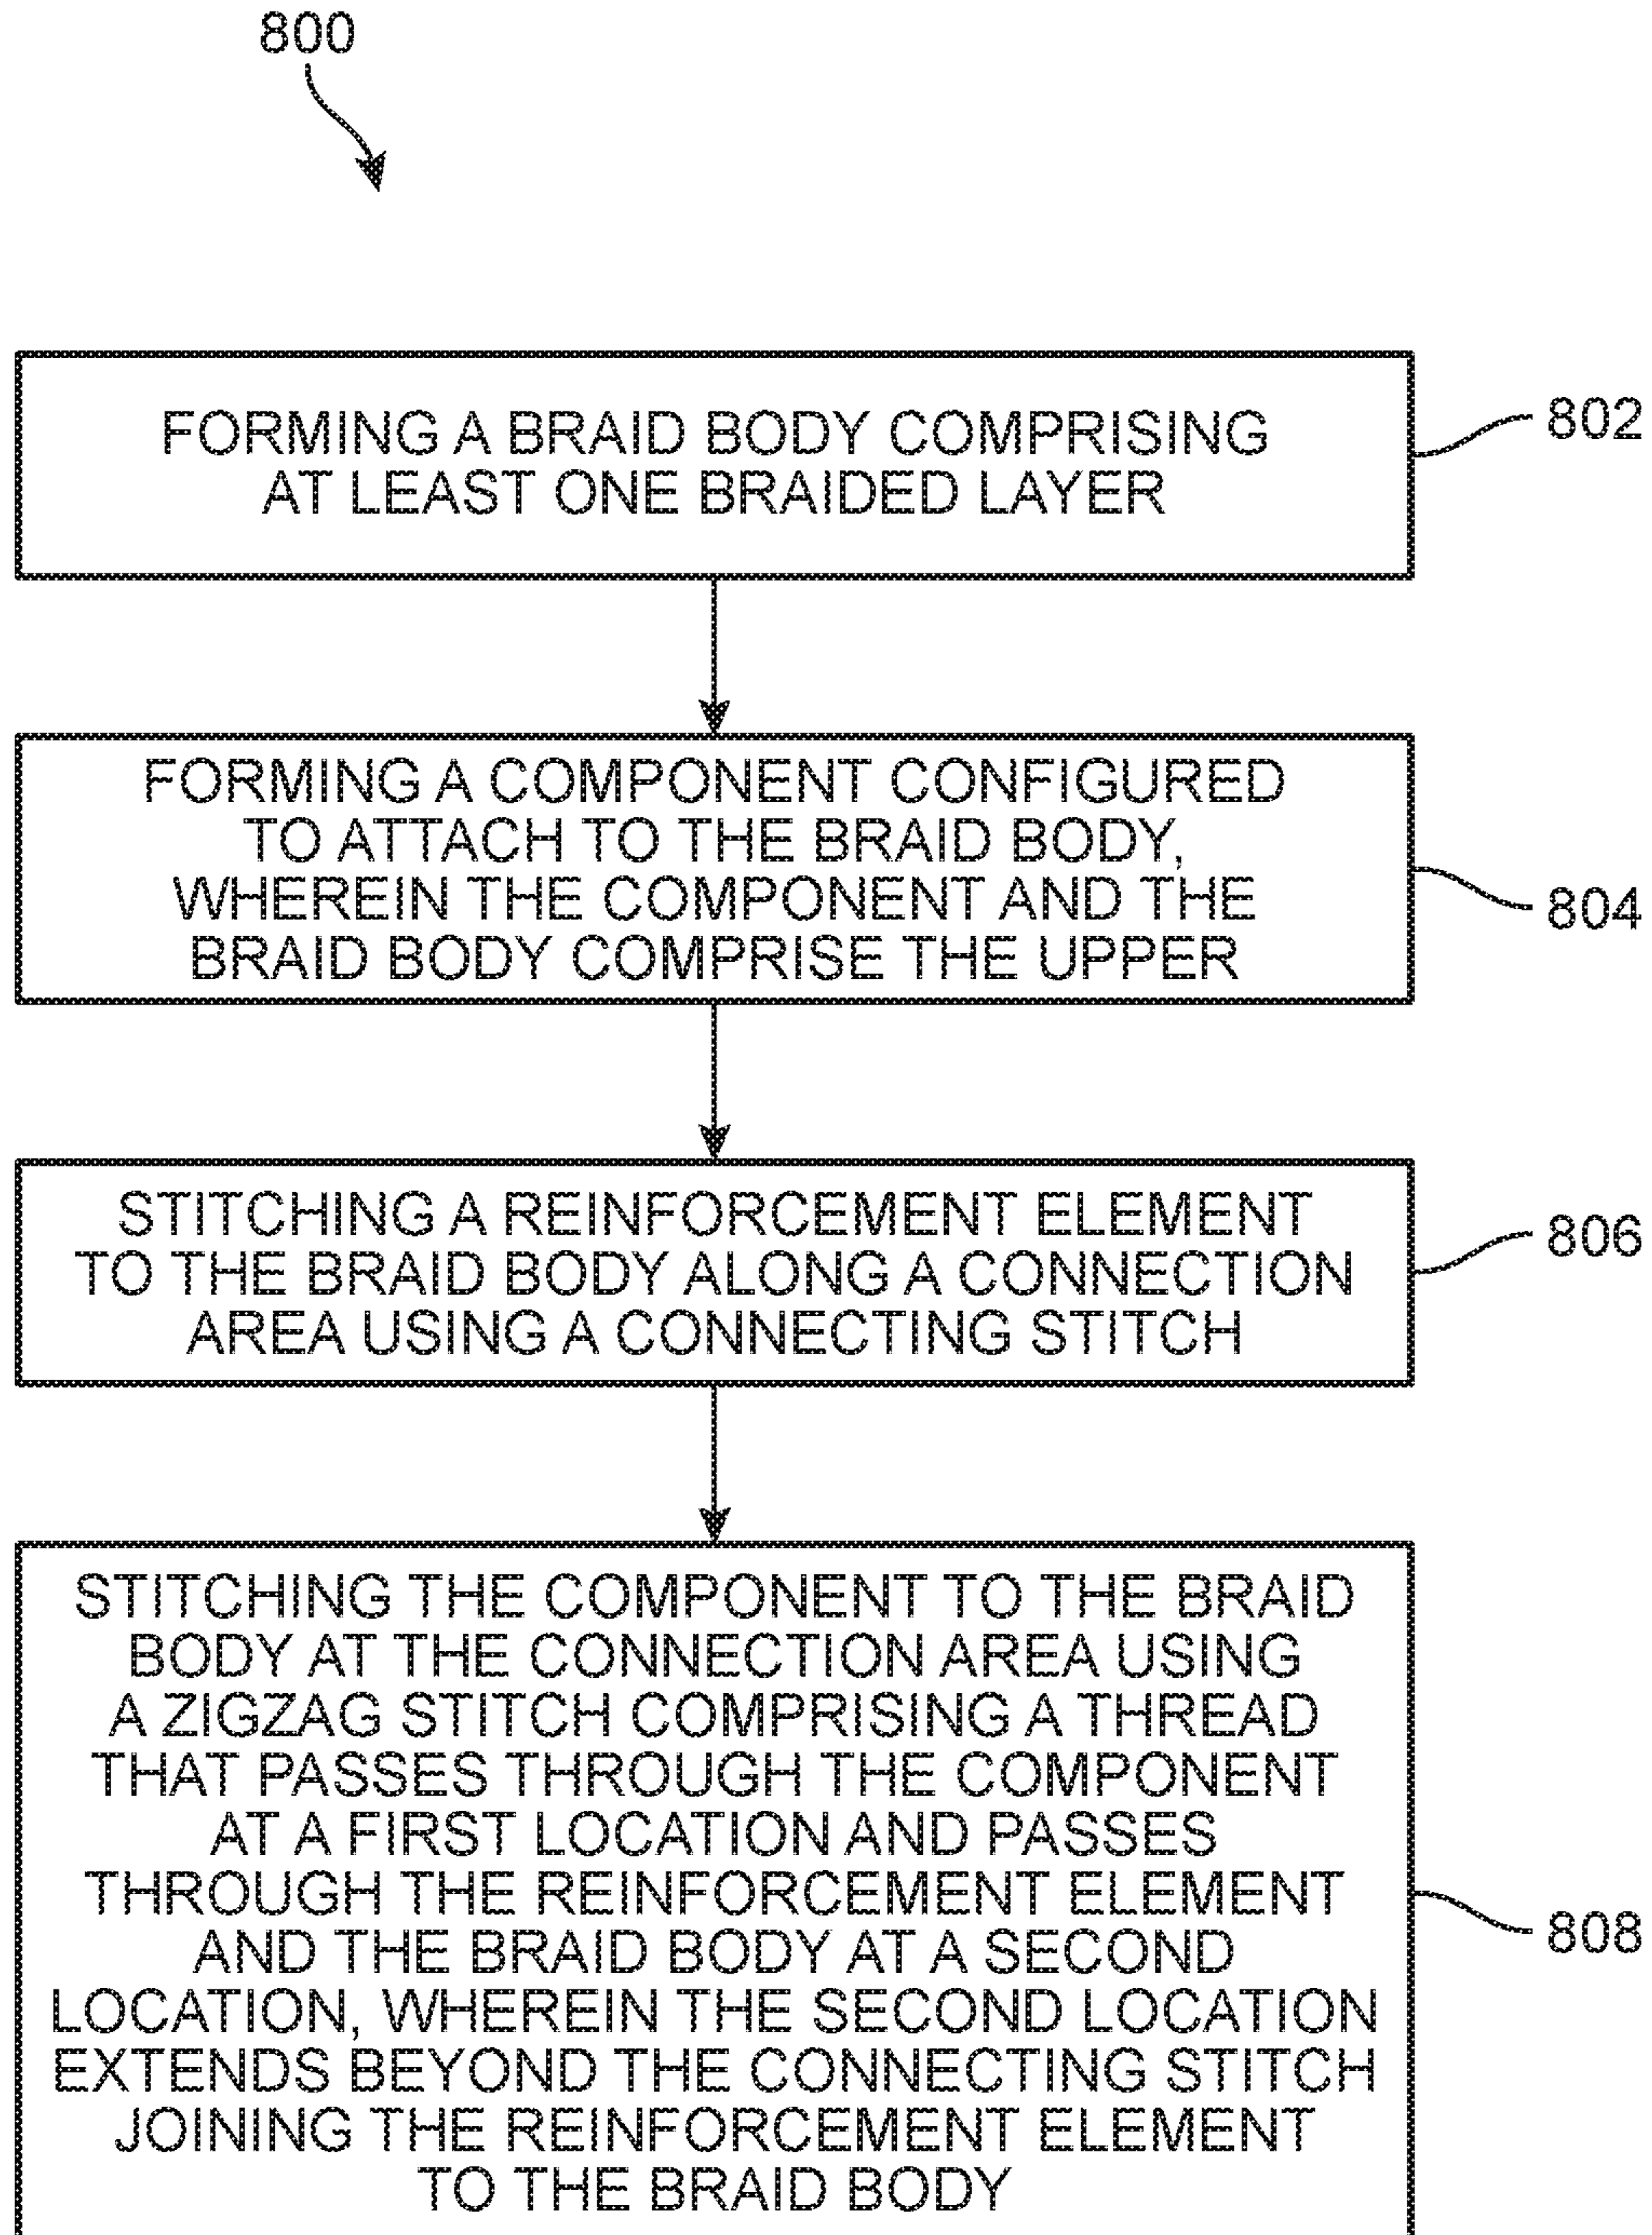 800
FORMING A BRAID BODY COMPRISING
AT LEAST ONE BRAIDED LAYER
802
FORMING A COMPONENT CONFIGURED
TO ATTACH TO THE BRAID BODY,
WHEREIN THE COMPONENT AND THE
BRAID BODY COMPRISE THE UPPER
804
STITCHING A REINFORCEMENT ELEMENT
TO THE BRAID BODY ALONG A CONNECTION
AREA USING A CONNECTING STITCH
806
STITCHING THE COMPONENT TO THE BRAID
BODY AT THE CONNECTION AREA USING
A ZIGZAG STITCH COMPRISING A THREAD
THAT PASSES THROUGH THE COMPONENT
AT A FIRST LOCATION AND PASSES
THROUGH THE REINFORCEMENT ELEMENT
AND THE BRAID BODY AT A SECOND
LOCATION, WHEREIN THE SECOND LOCATION
EXTENDS BEYOND THE CONNECTING STITCH
JOINING THE REINFORCEMENT ELEMENT
TO THE BRAID BODY
808